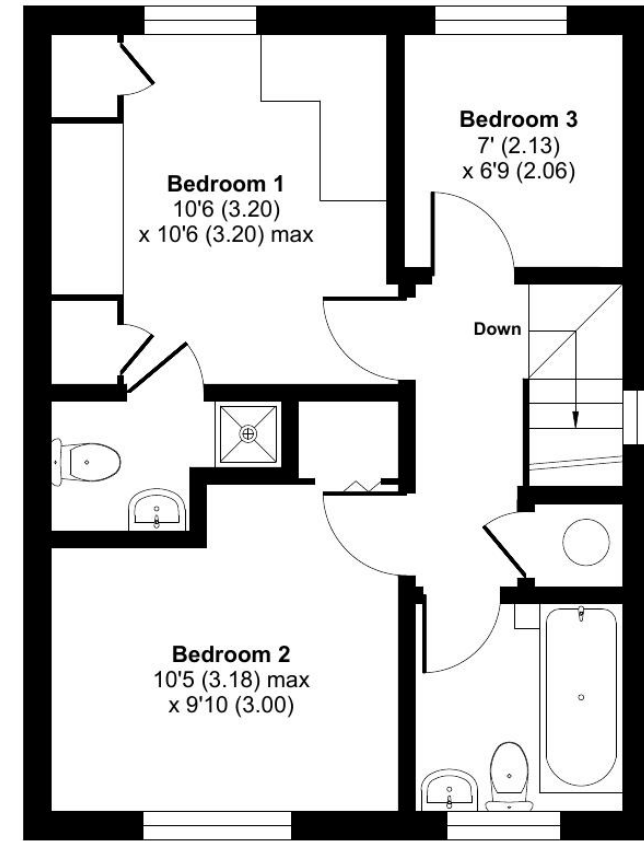 Bedroom 3
7' (2.13)
x 6'9 (2.06)
Bedroom 1
10'6 (3.20)
x 10'6 (3.20) max
Down
Bedroom 2
10'5 (3.18) max
x 9'10 (3.00)